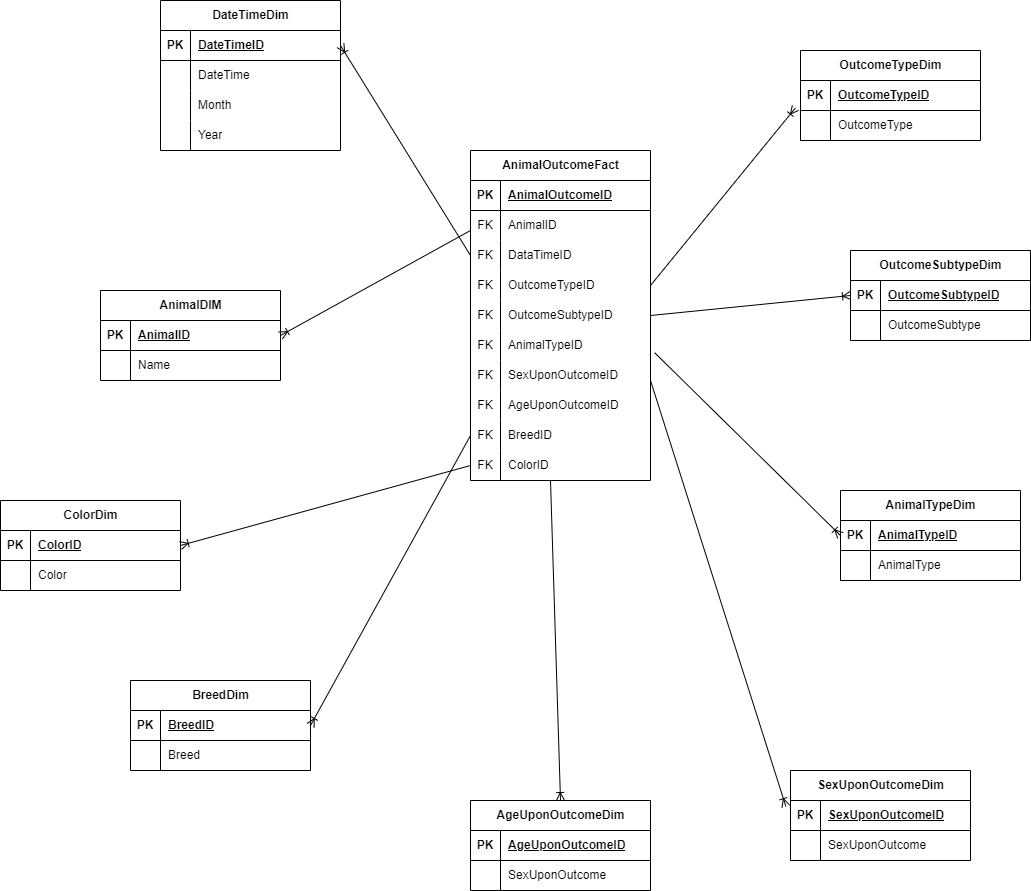 DateTimeDim
PK DateTimeID
DateTime
Month
Year
OutcomeTypeDim
PK OutcomeTypeID
OutcomeType
AnimalOutcomeFact
PK AnimalOutcomeID
FK AnimalID
FK DataTimeID
FK OutcomeTypeID
FK OutcomeSubtypeID
FK AnimalTypeID
FK SexUponOutcomeID
FK AgeUponOutcomeID
FK BreedID
FK ColorID
OutcomeSubtypeDim
PK OutcomeSubtypeID
OutcomeSubtype
AnimalDIM
PK AnimalID
Name
ColorDim
PK ColorID
Color
AnimalTypeDim
PK AnimalTypeID
AnimalType
BreedDim
PK BreedID
Breed
AgeUponOutcomeDim
PK AgeUponOutcomeID
SexUponOutcome
SexUponOutcomeDim
PK SexUponOutcomeID
SexUponOutcome